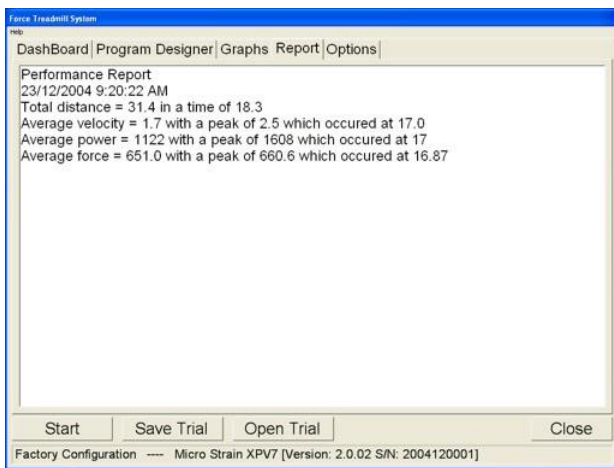 Force Treadmill System
Help
DashBoard Program Designer Graphs Report Options
Performance Report
23/12/2004 9:20:22 AM
Total distance = 31.4 in a time of 18.3
Average velocity = 1.7 with a peak of 2.5 which occured at 17.0
Average power = 1122 with a peak of 1608 which occured at 17
Average force = 651.0 with a peak of 660.6 which occured at 16.87
Start Save Trial Open Trial Close
Factory Configuration ---- Micro Strain XPV7 [Version: 2.0.02 S/N: 2004120001]